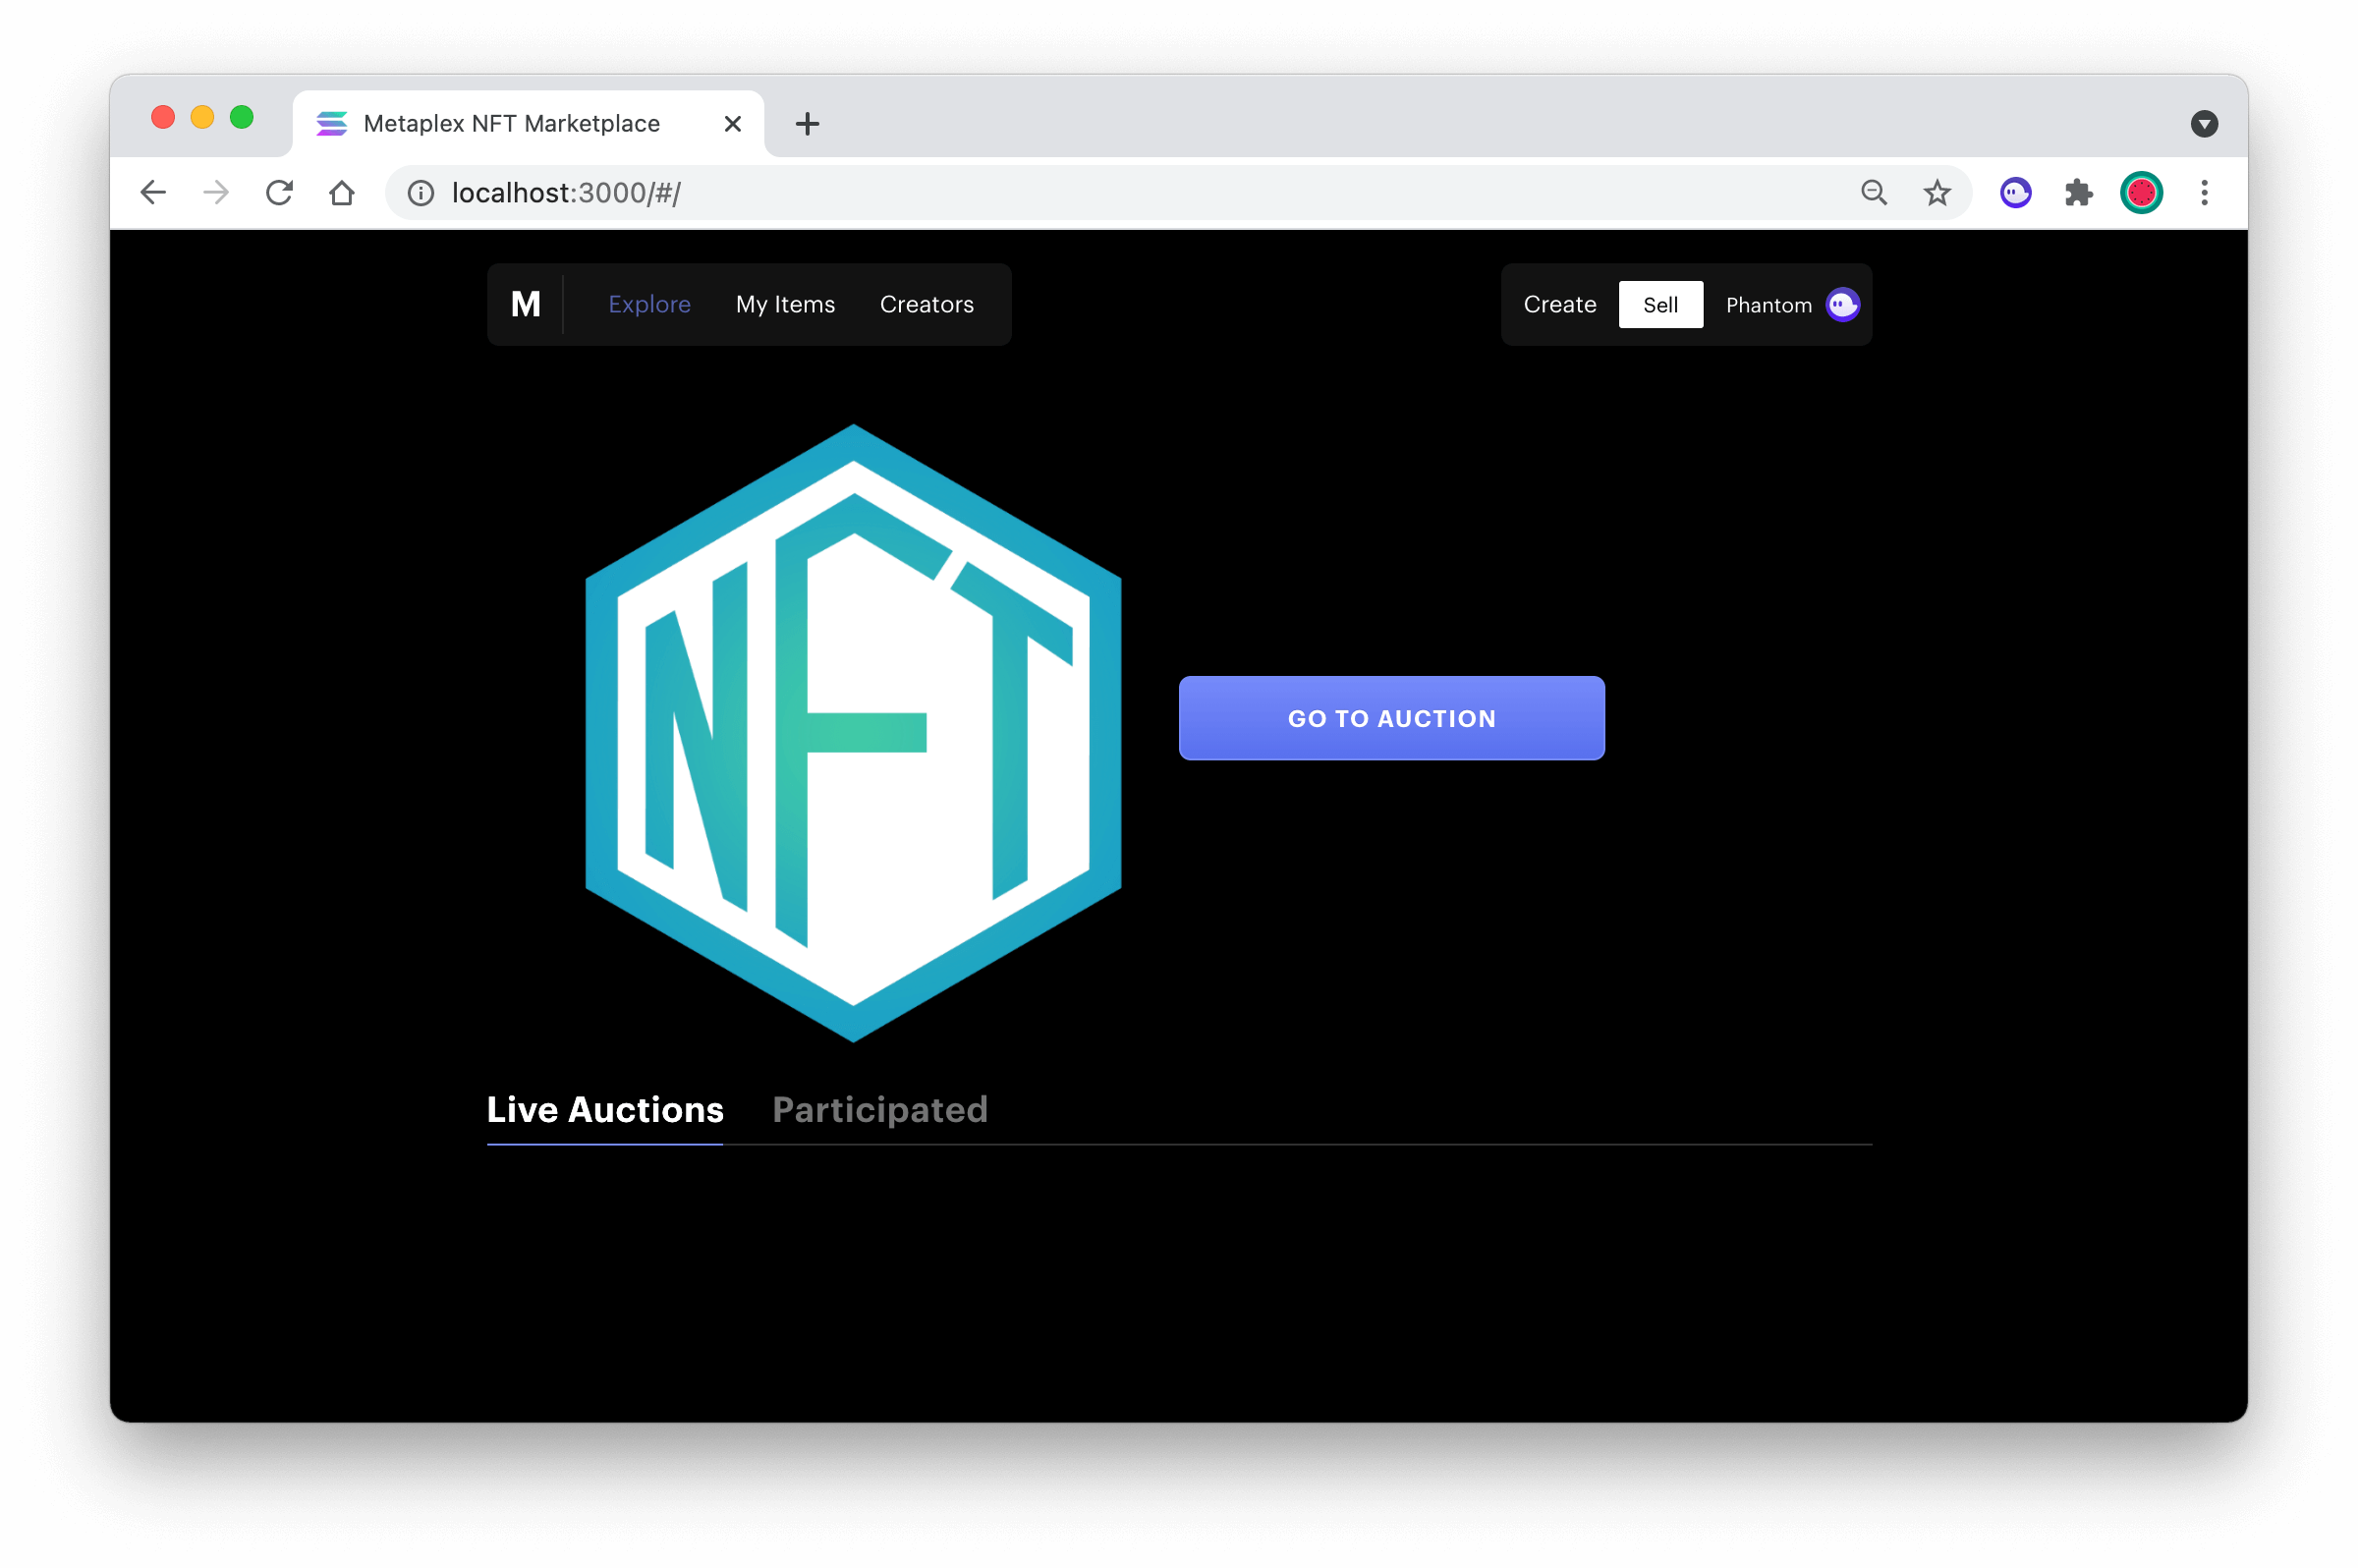 Metaplex NFT Marketplace
localhost:3000/#/
M Explore My Items Creators Create Sell Phantom
NFT
GO TO AUCTION
Live Auctions Participated